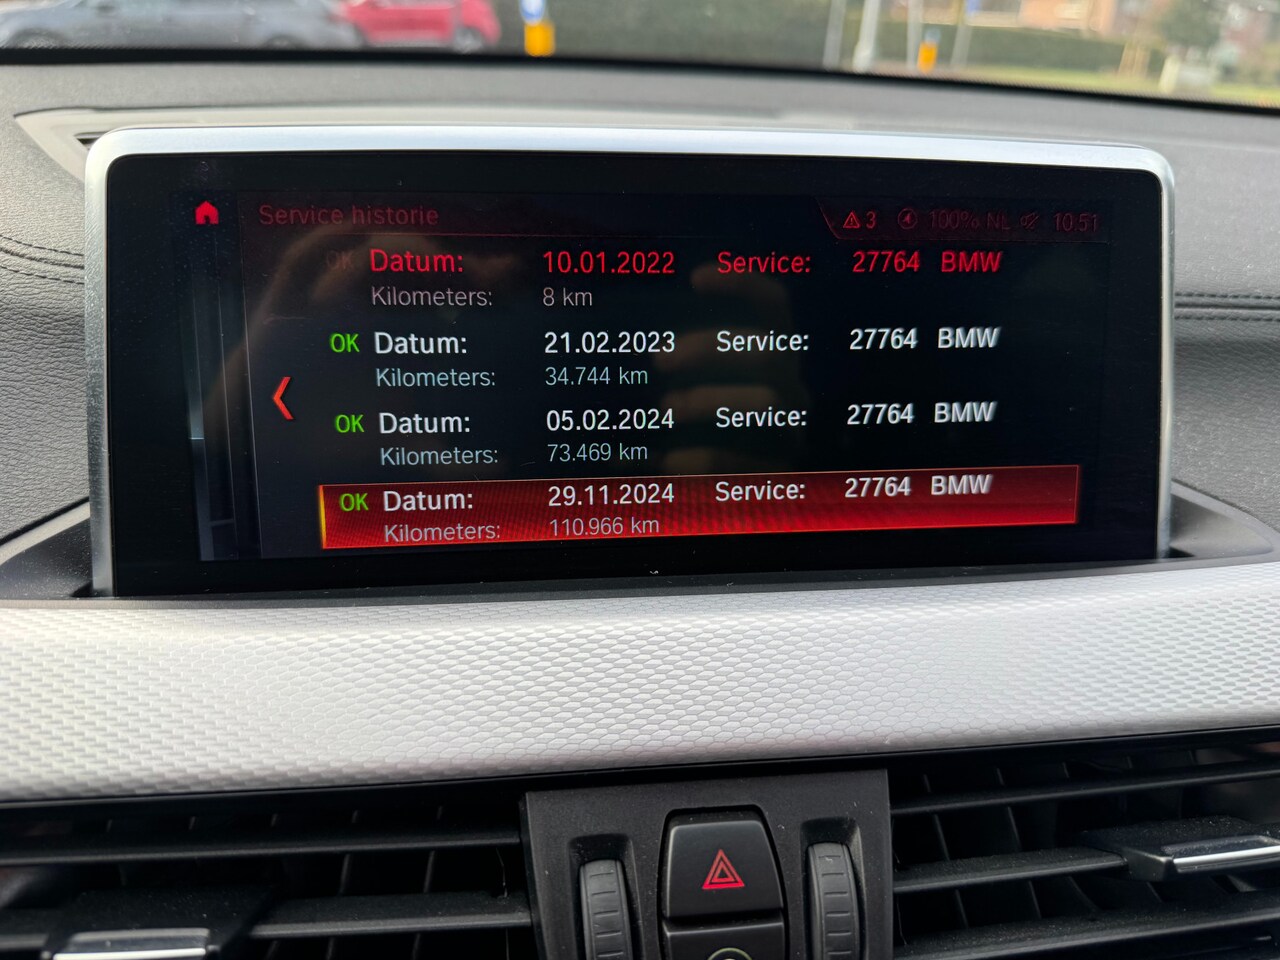 Service historie 3 100% NL 10:51
OK Datum: 10.01.2022 Service: 27764 BMW
Kilometers: 8 km
OK Datum: 21.02.2023 Service: 27764 BMW
Kilometers: 34.744 km
OK Datum: 05.02.2024 Service: 27764 BMW
Kilometers: 73.469 km
OK Datum: 29.11.2024 Service: 27764 BMW
Kilometers: 110.966 km